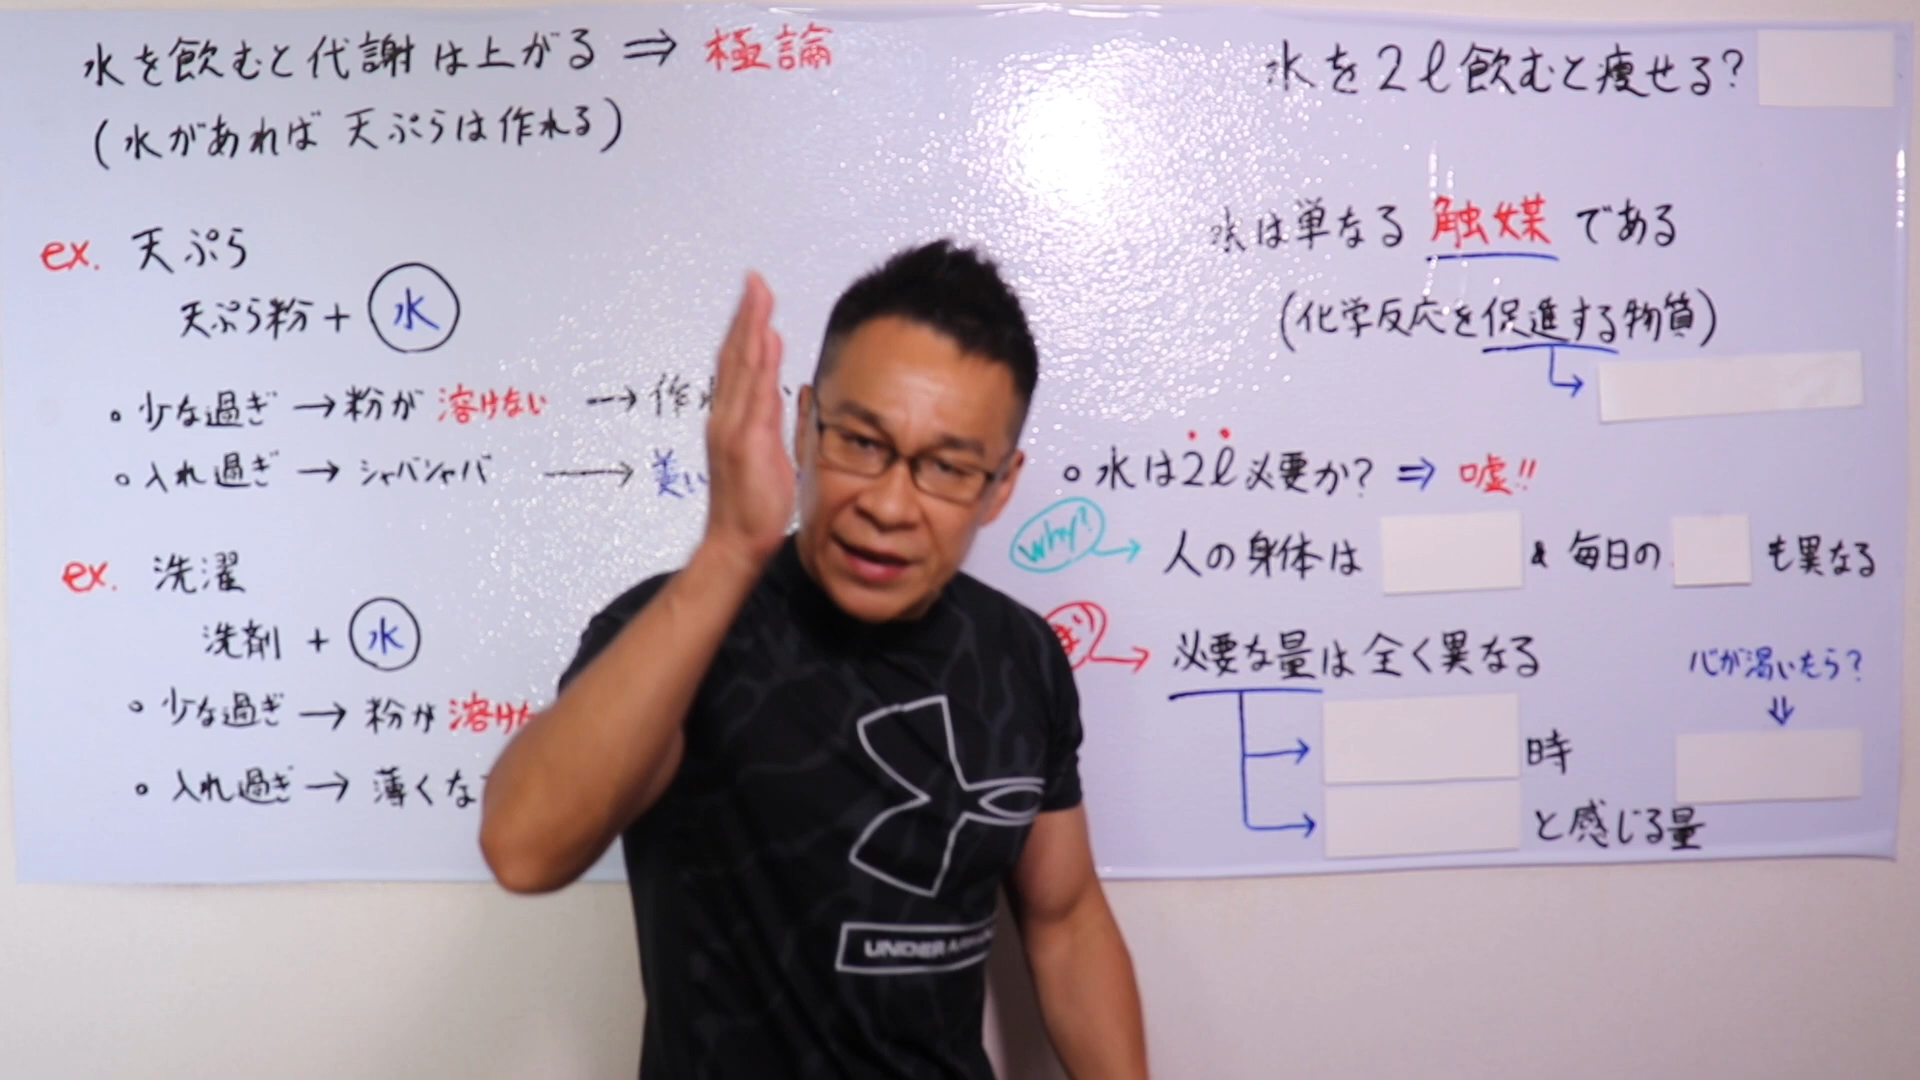 水を飲むと代謝は上がる ⇒ 極論
(水があれば 天ぷらは作れる)
ex. 天ぷら
天ぷら粉 + 水
• 少な過ぎ → 粉が 溶けない → 作れ
• 入れ過ぎ → シャバシャバ → 美
ex. 洗濯
洗剤 + 水
• 少な過ぎ → 粉が 溶け
• 入れ過ぎ → 薄くな
水を2ℓ飲むと痩せる?
水は単なる 触媒 である
(化学反応を促進する物質)
• 水は2ℓ必要か? ⇒ 嘘!!
why? → 人の身体は & 毎日の も異なる
→ 必要な量は全く異なる
→ 時
→ と感じる量
心が渇いたら?
⇓
UNDER